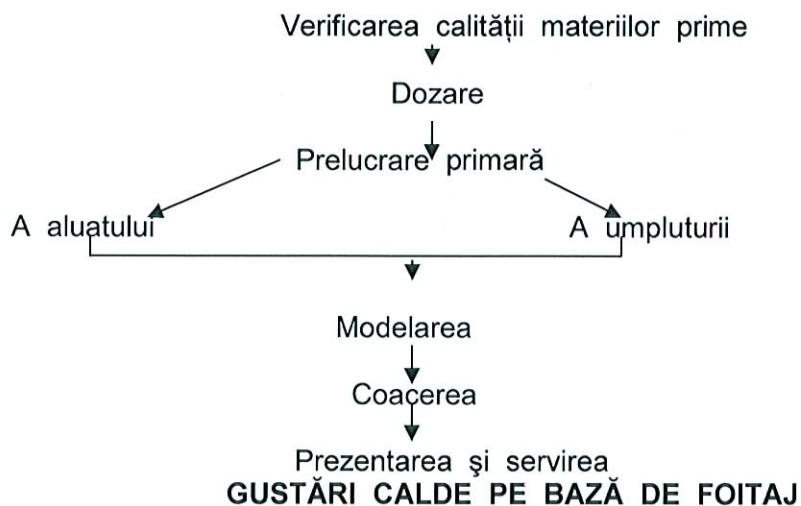 Verificarea calității materiilor prime
Dozare
Prelucrare primară
A aluatului A umpluturii
Modelarea
Coacerea
Prezentarea şi servirea
GUSTĂRI CALDE PE BAZĂ DE FOITAJ